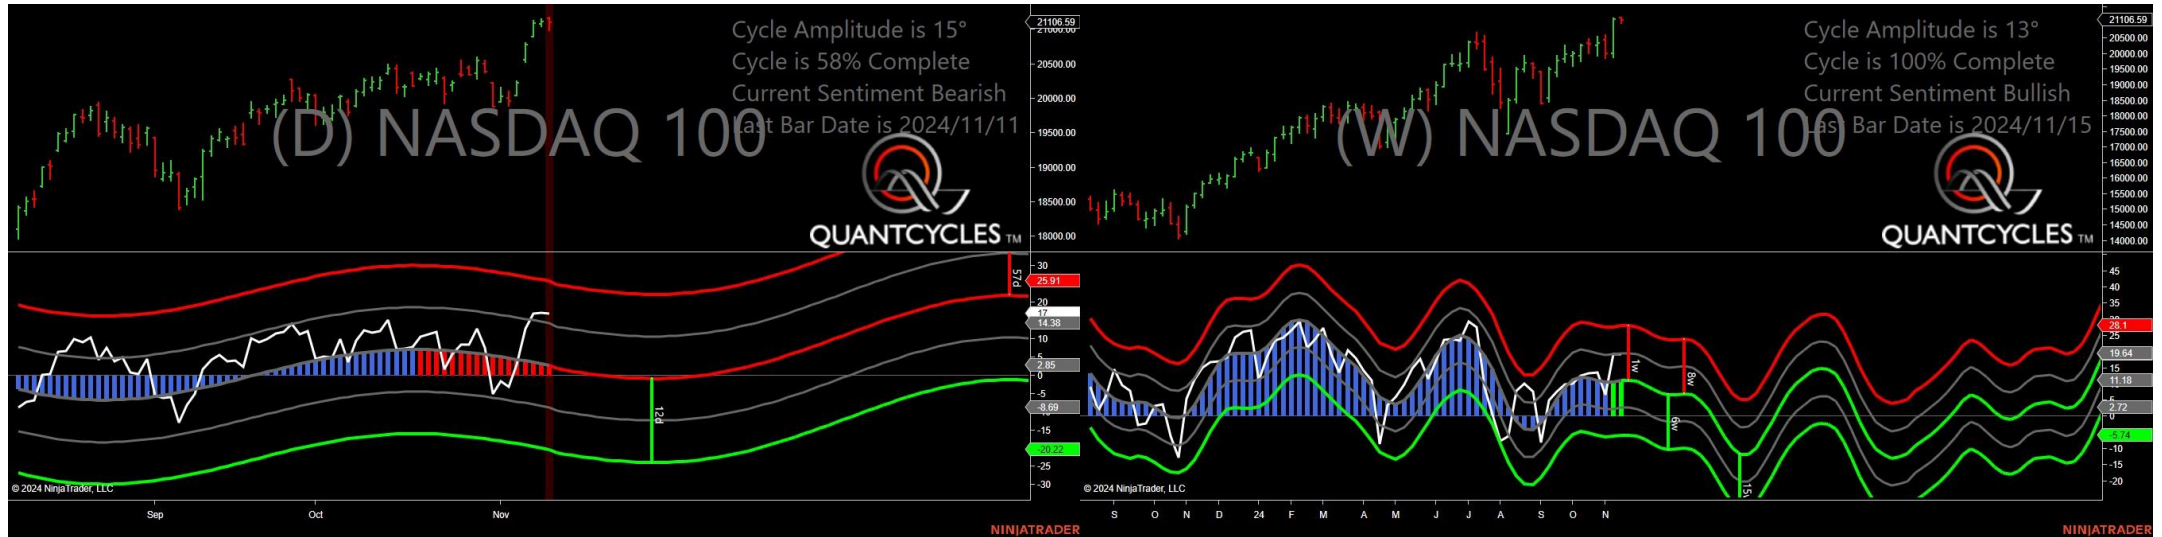 Cycle Amplitude is 15°
Cycle is 58% Complete
Current Sentiment Bearish
Last Bar Date is 2024/11/11
(D) NASDAQ 100
QUANTCYCLES TM
21106.59
21000.00
20500.00
20000.00
19500.00
19000.00
18500.00
18000.00
30
25.91
20
17
14.38
10
5
2.85
0
-5
-8.69
-15
-20.22
-25
-30
57d
12d
© 2024 NinjaTrader, LLC
Sep Oct Nov
NINJATRADER
Cycle Amplitude is 13°
Cycle is 100% Complete
Current Sentiment Bullish
Last Bar Date is 2024/11/15
(W) NASDAQ 100
QUANTCYCLES TM
21106.59
20500.00
20000.00
19500.00
19000.00
18500.00
18000.00
17500.00
17000.00
16500.00
16000.00
15500.00
15000.00
14500.00
14000.00
45
40
35
28.1
25
19.64
15
11.18
2.72
0
-5.74
-10
-15
-20
1w
8w
6w
© 2024 NinjaTrader, LLC
S O N D 24 F M A M J J A S O N
NINJATRADER